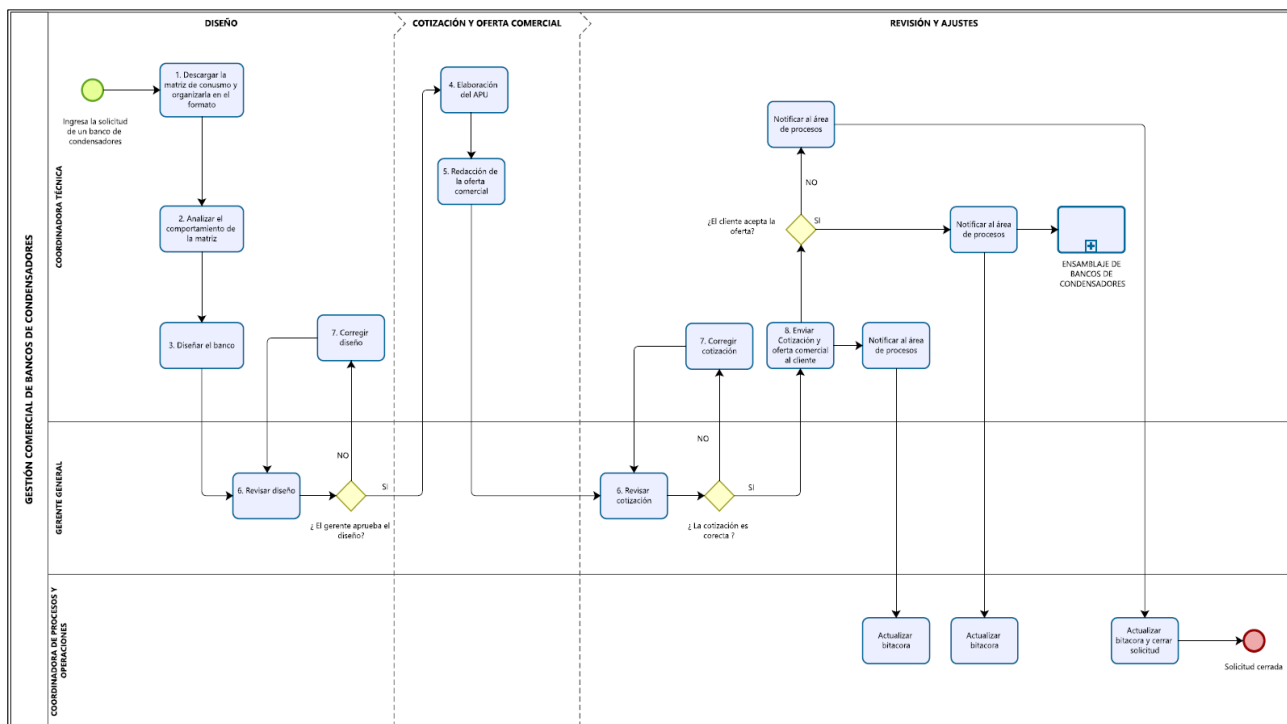 GESTIÓN COMERCIAL DE BANCOS DE CONDENSADORES
DISEÑO
COTIZACIÓN Y OFERTA COMERCIAL
REVISIÓN Y AJUSTES
COORDINADORA TÉCNICA
Ingresa la solicitud
de un banco de
condensadores
1. Descargar la
matriz de conusmo y
organizarla en el
formato
2. Analizar el
comportamiento de
la matriz
3. Diseñar el banco
7. Corregir
diseño
NO
4. Elaboración
del APU
5. Redacción de
la oferta
comercial
7. Corregir
cotización
NO
8. Enviar
Cotización y
oferta comercial
al cliente
Notificar al área
de procesos
¿El cliente acepta la
oferta?
NO
SI
Notificar al área
de procesos
Notificar al área
de procesos
ENSAMBLAJE DE
BANCOS DE
CONDENSADORES
GERENTE GENERAL
6. Revisar diseño
¿ El gerente aprueba el
diseño?
SI
6. Revisar
cotización
¿ La cotización es
corecta ?
SI
COORDINADORA DE PROCESOS Y
OPERACIONES
Actualizar
bitacora
Actualizar
bitacora
Actualizar
bitacora y cerrar
solicitud
Solicitud cerrada